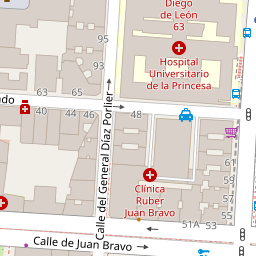 Diego
de León
63
Hospital
Universitario
de la Princesa
93
65
63
95
40
44
46
48
Calle del General Díaz Porlier
61
59
57
55
Clínica
Ruber
Juan Bravo
51A
53
Calle de Juan Bravo